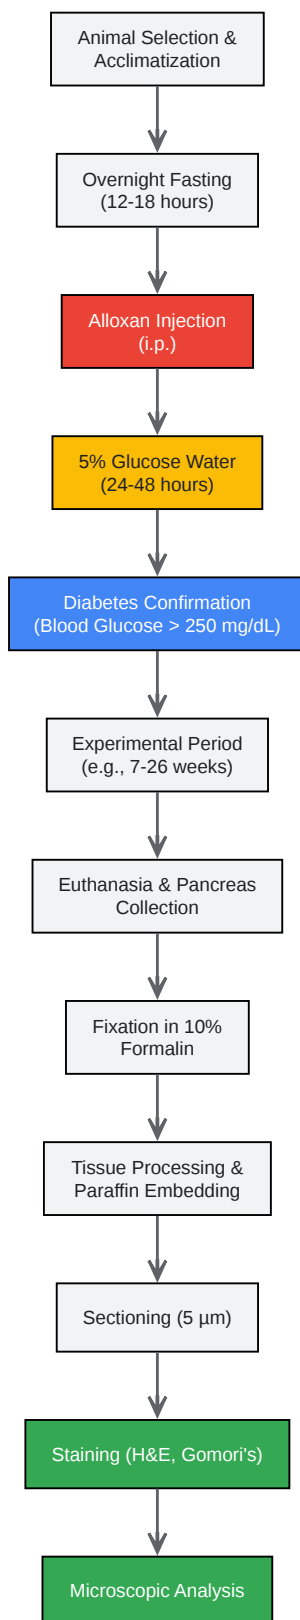 Animal Selection &
Acclimatization
Overnight Fasting
(12-18 hours)
Alloxan Injection
(i.p.)
5% Glucose Water
(24-48 hours)
Diabetes Confirmation
(Blood Glucose > 250 mg/dL)
Experimental Period
(e.g., 7-26 weeks)
Euthanasia & Pancreas
Collection
Fixation in 10%
Formalin
Tissue Processing &
Paraffin Embedding
Sectioning (5 µm)
Staining (H&E, Gomori's)
Microscopic Analysis